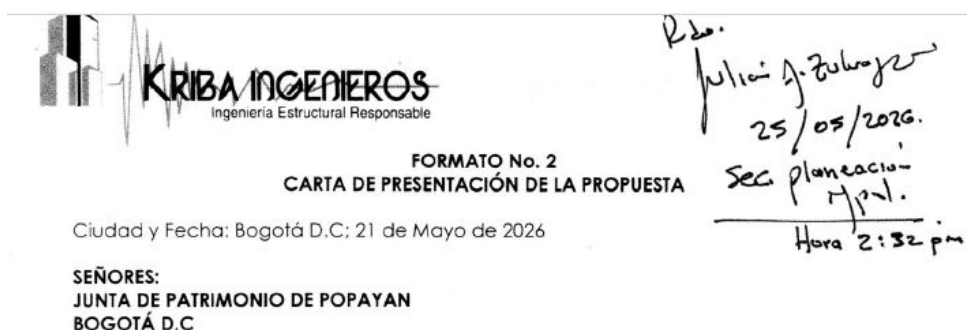 KRIBA INGENIEROS
Ingeniería Estructural Responsable
Rdo.
Julián A. Zuluaga
25/05/2026.
Sec. planeación
Mpal.
Hora 2:32 pm
FORMATO No. 2
CARTA DE PRESENTACIÓN DE LA PROPUESTA
Ciudad y Fecha: Bogotá D.C; 21 de Mayo de 2026
SEÑORES:
JUNTA DE PATRIMONIO DE POPAYAN
BOGOTÁ D.C